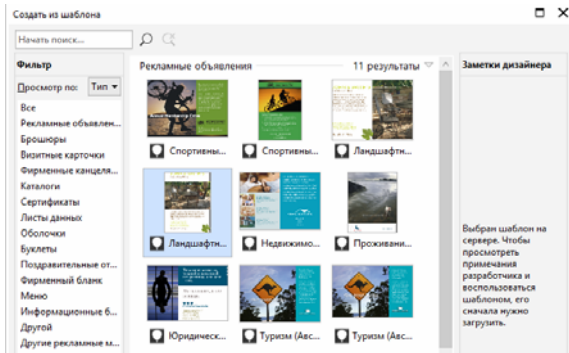 Создать из шаблона
Начать поиск...
Фильтр
Просмотр по: Тип
Все
Рекламные объявлен...
Брошюры
Визитные карточки
Фирменные канцеля...
Каталоги
Сертификаты
Листы данных
Оболочки
Буклеты
Поздравительные от...
Фирменный бланк
Меню
Информационные б...
Другой
Другие рекламные м...
Рекламные объявления
11 результаты
Спортивны...
Спортивны...
Ландшафтн...
Ландшафтн...
Недвижимо...
Проживани...
Юридическ...
Туризм (Авс...
Туризм (Авс...
Заметки дизайнера
Выбран шаблон на
сервере. Чтобы
просмотреть
примечания
разработчика и
воспользоваться
шаблоном, его
сначала нужно
загрузить.